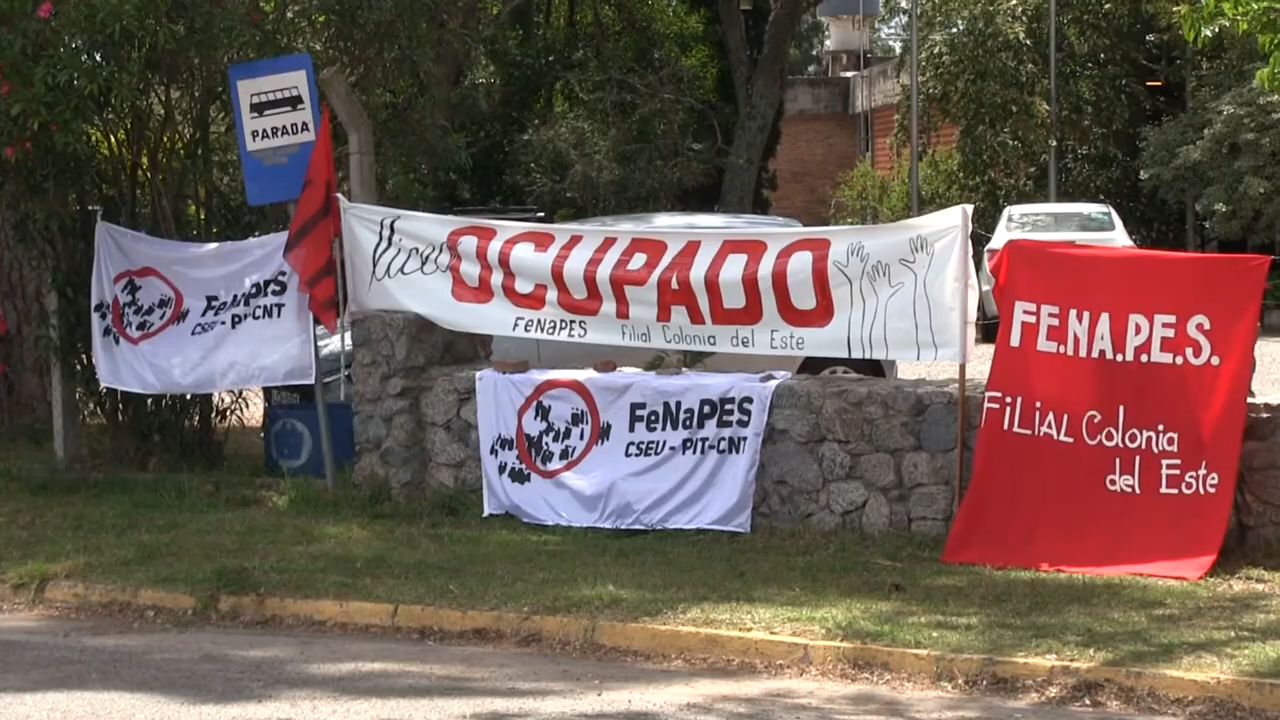 PARADA
FeNaPES
CSEU - PIT-CNT
liceo OCUPADO
FeNaPES Filial Colonia del Este
FeNaPES
CSEU - PIT-CNT
FE.NA.P.E.S.
FiLiAL Colonia
del Este